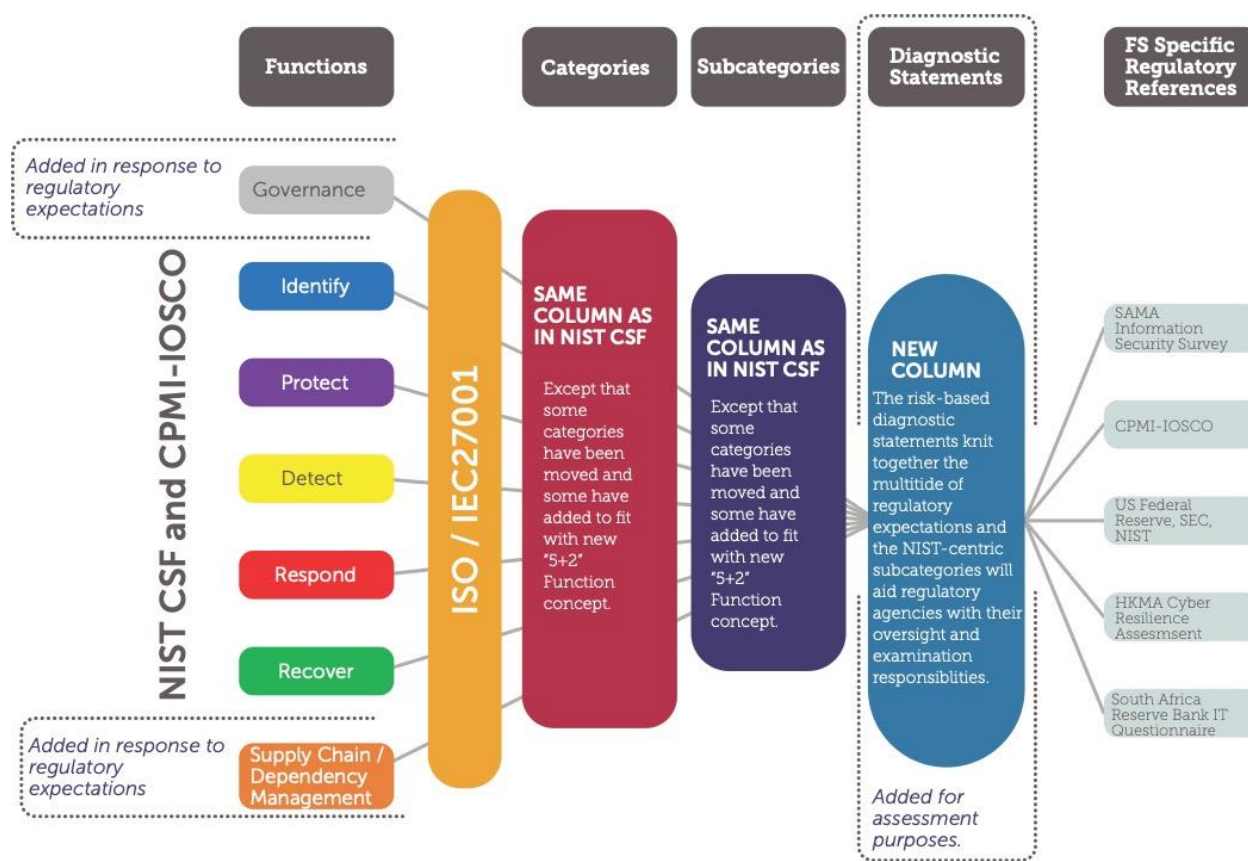 Functions
Categories
Subcategories
Diagnostic
Statements
FS Specific
Regulatory
References
Added in response to
regulatory
expectations
Governance
NIST CSF and CPMI-IOSCO
Identify
Protect
Detect
Respond
Recover
Added in response to
regulatory
expectations
Supply Chain /
Dependency
Management
ISO / IEC27001
SAME
COLUMN AS
IN NIST CSF
Except that
some
categories
have been
moved and
some have
added to fit
with new
"5+2"
Function
concept.
SAME
COLUMN AS
IN NIST CSF
Except that
some
categories
have been
moved and
some have
added to fit
with new
"5+2"
Function
concept.
NEW
COLUMN
The risk-based
diagnostic
statements knit
together the
multitide of
regulatory
expectations and
the NIST-centric
subcategories will
aid regulatory
agencies with their
oversight and
examination
responsiblities.
Added for
assessment
purposes.
SAMA
Information
Security Survey
CPMI-IOSCO
US Federal
Reserve, SEC,
NIST
HKMA Cyber
Resilience
Assesmsent
South Africa
Reserve Bank IT
Questionnaire